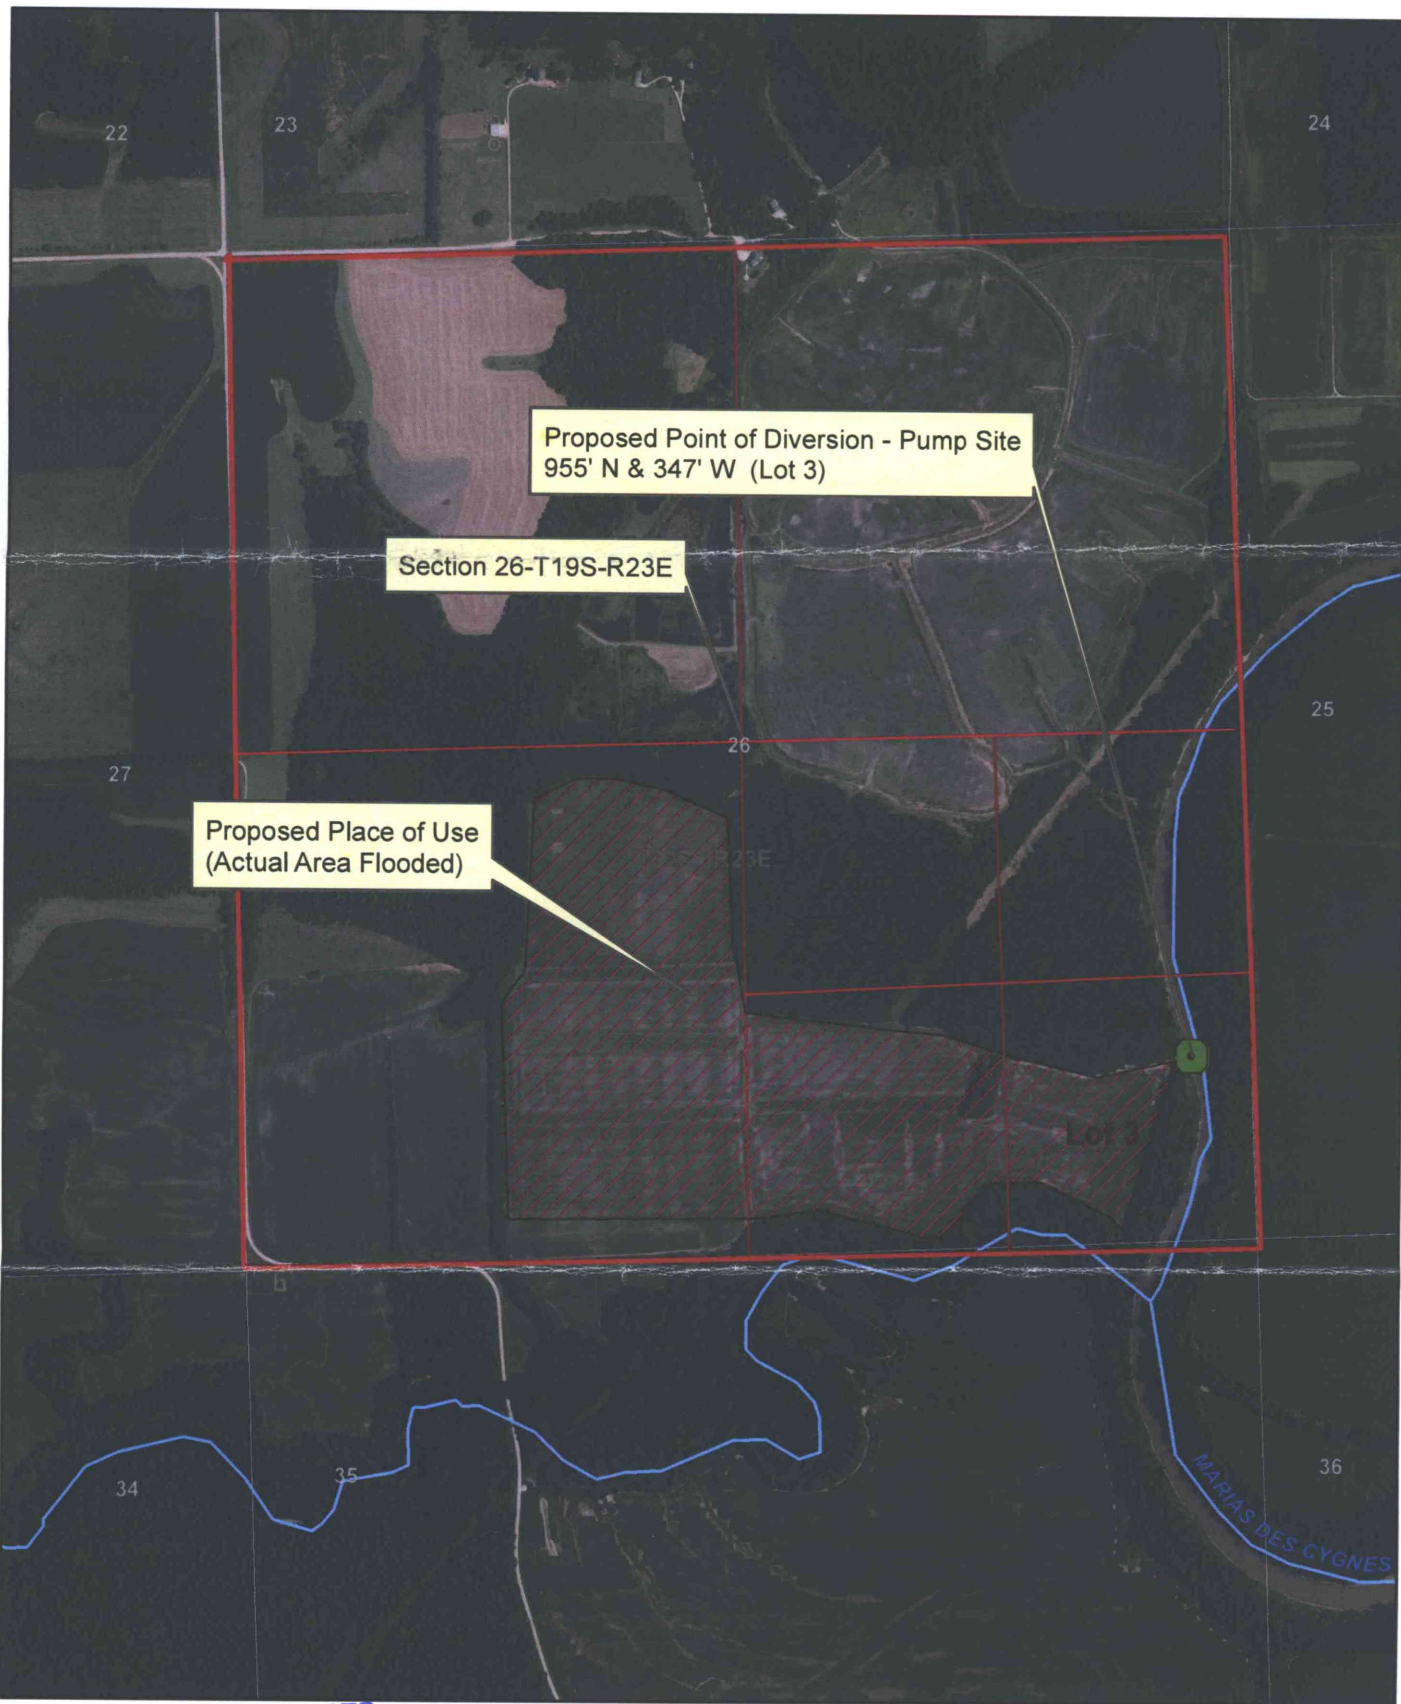 22
23
24
Proposed Point of Diversion - Pump Site
955' N & 347' W (Lot 3)
Section 26-T19S-R23E
25
26
27
Proposed Place of Use
(Actual Area Flooded)
R23E
Lot 3
34
35
36
MARIAS DES CYGNES